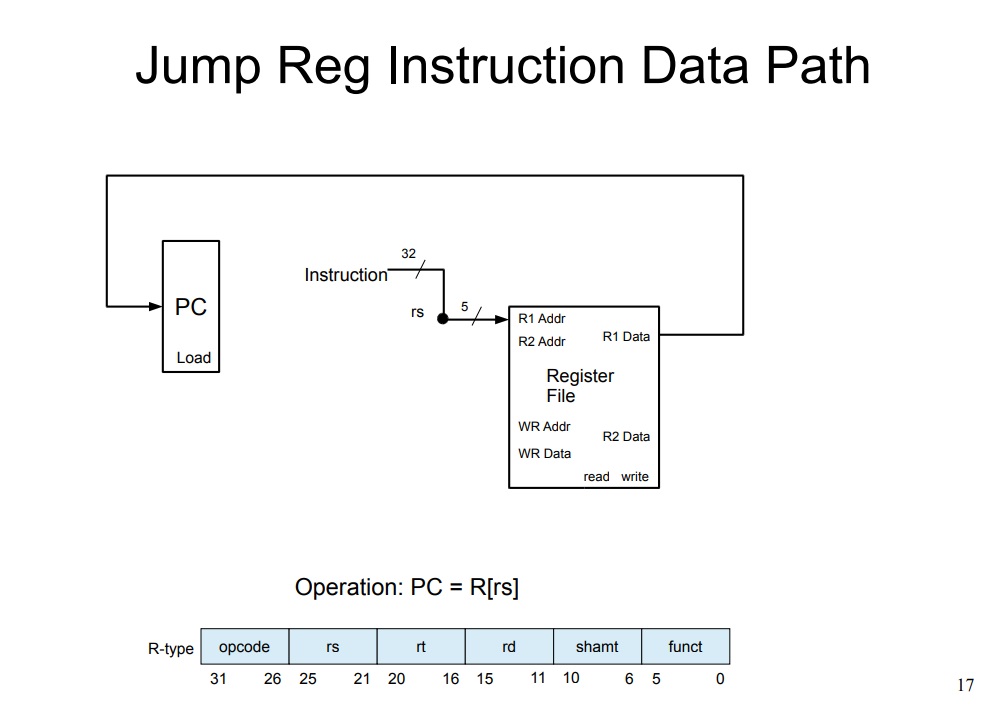 Jump Reg Instruction Data Path
32
Instruction
rs
5
PC
Load
R1 Addr
R2 Addr
R1 Data
Register
File
WR Addr
R2 Data
WR Data
read write
Operation: PC = R[rs]
R-type opcode rs rt rd shamt funct
31 26 25 21 20 16 15 11 10 6 5 0
17